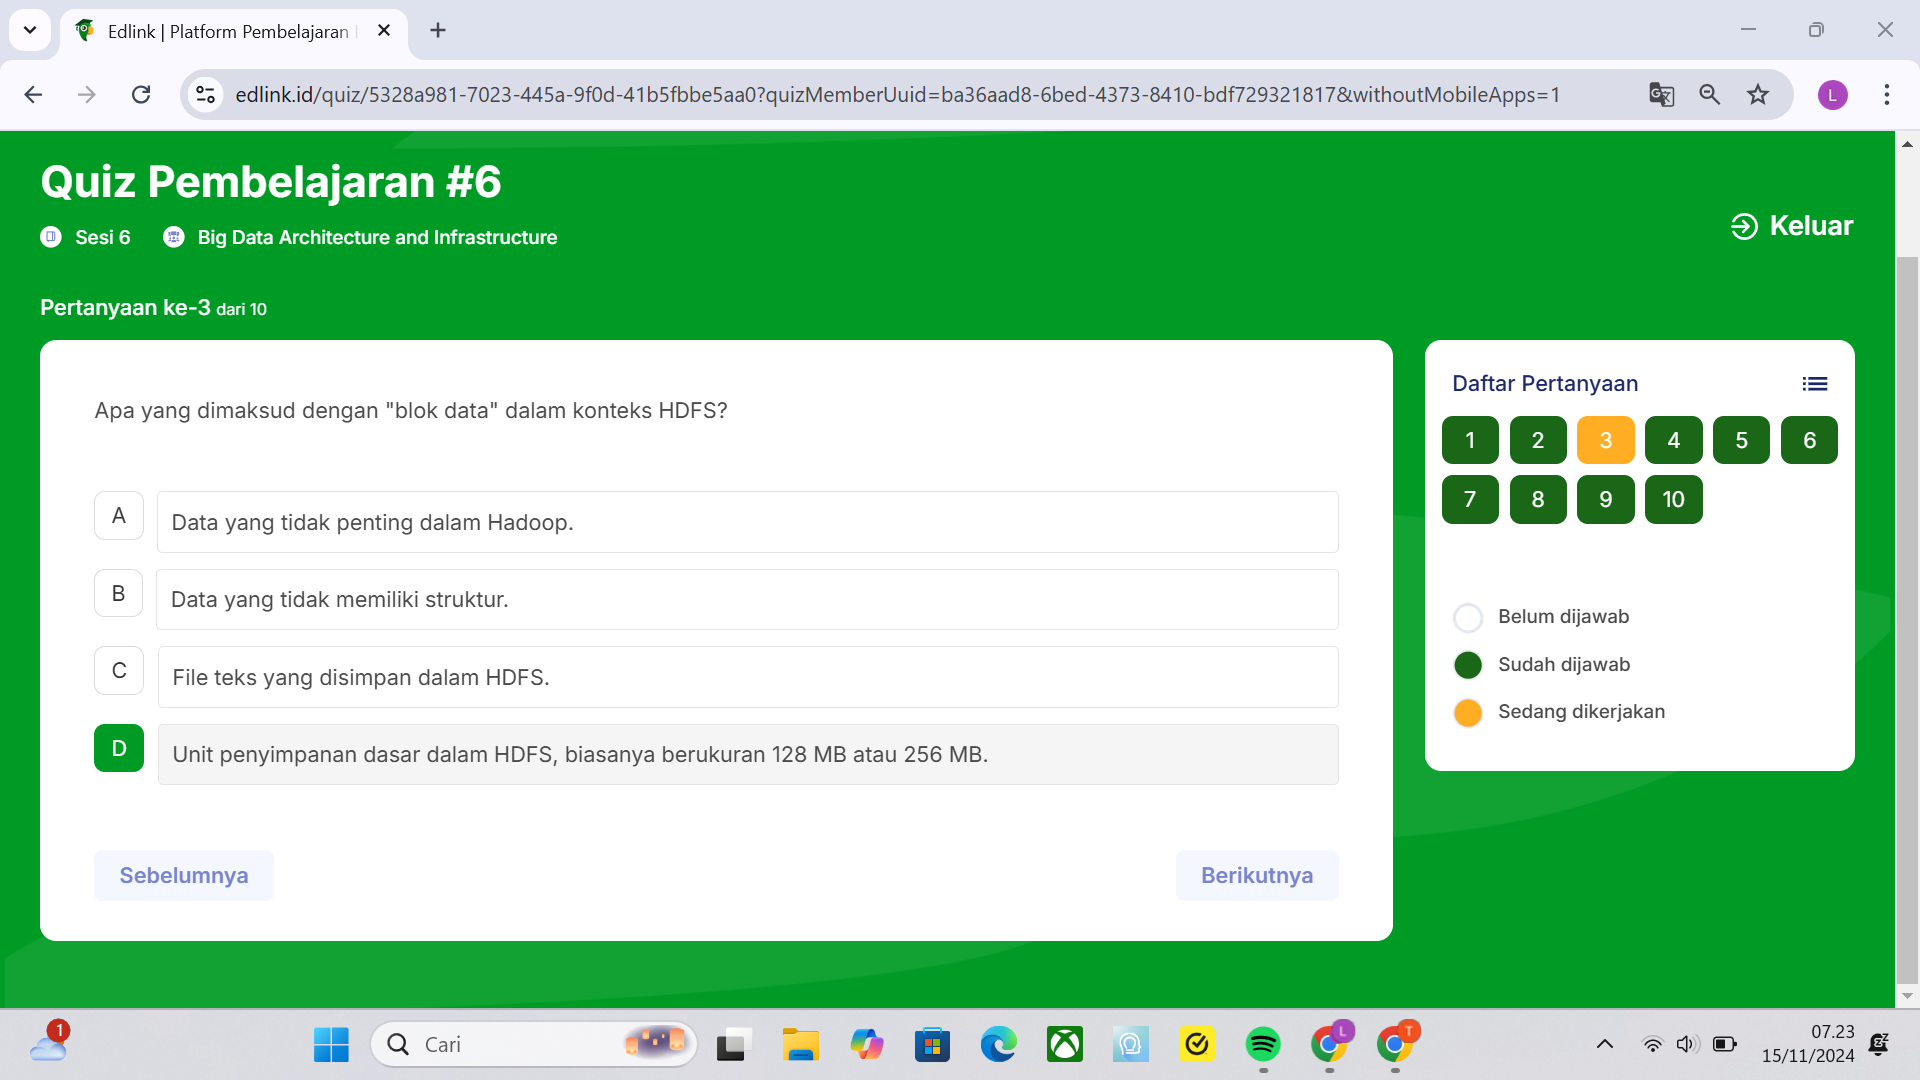 Edlink | Platform Pembelajaran
edlink.id/quiz/5328a981-7023-445a-9f0d-41b5fbbe5aa0?quizMemberUuid=ba36aad8-6bed-4373-8410-bdf729321817&withoutMobileApps=1
L
Quiz Pembelajaran #6
Sesi 6
Big Data Architecture and Infrastructure
Keluar
Pertanyaan ke-3 dari 10
Apa yang dimaksud dengan "blok data" dalam konteks HDFS?
A
Data yang tidak penting dalam Hadoop.
B
Data yang tidak memiliki struktur.
C
File teks yang disimpan dalam HDFS.
D
Unit penyimpanan dasar dalam HDFS, biasanya berukuran 128 MB atau 256 MB.
Sebelumnya
Berikutnya
Daftar Pertanyaan
1 2 3 4 5 6
7 8 9 10
Belum dijawab
Sudah dijawab
Sedang dikerjakan
1
Cari
L
T
07.23
15/11/2024